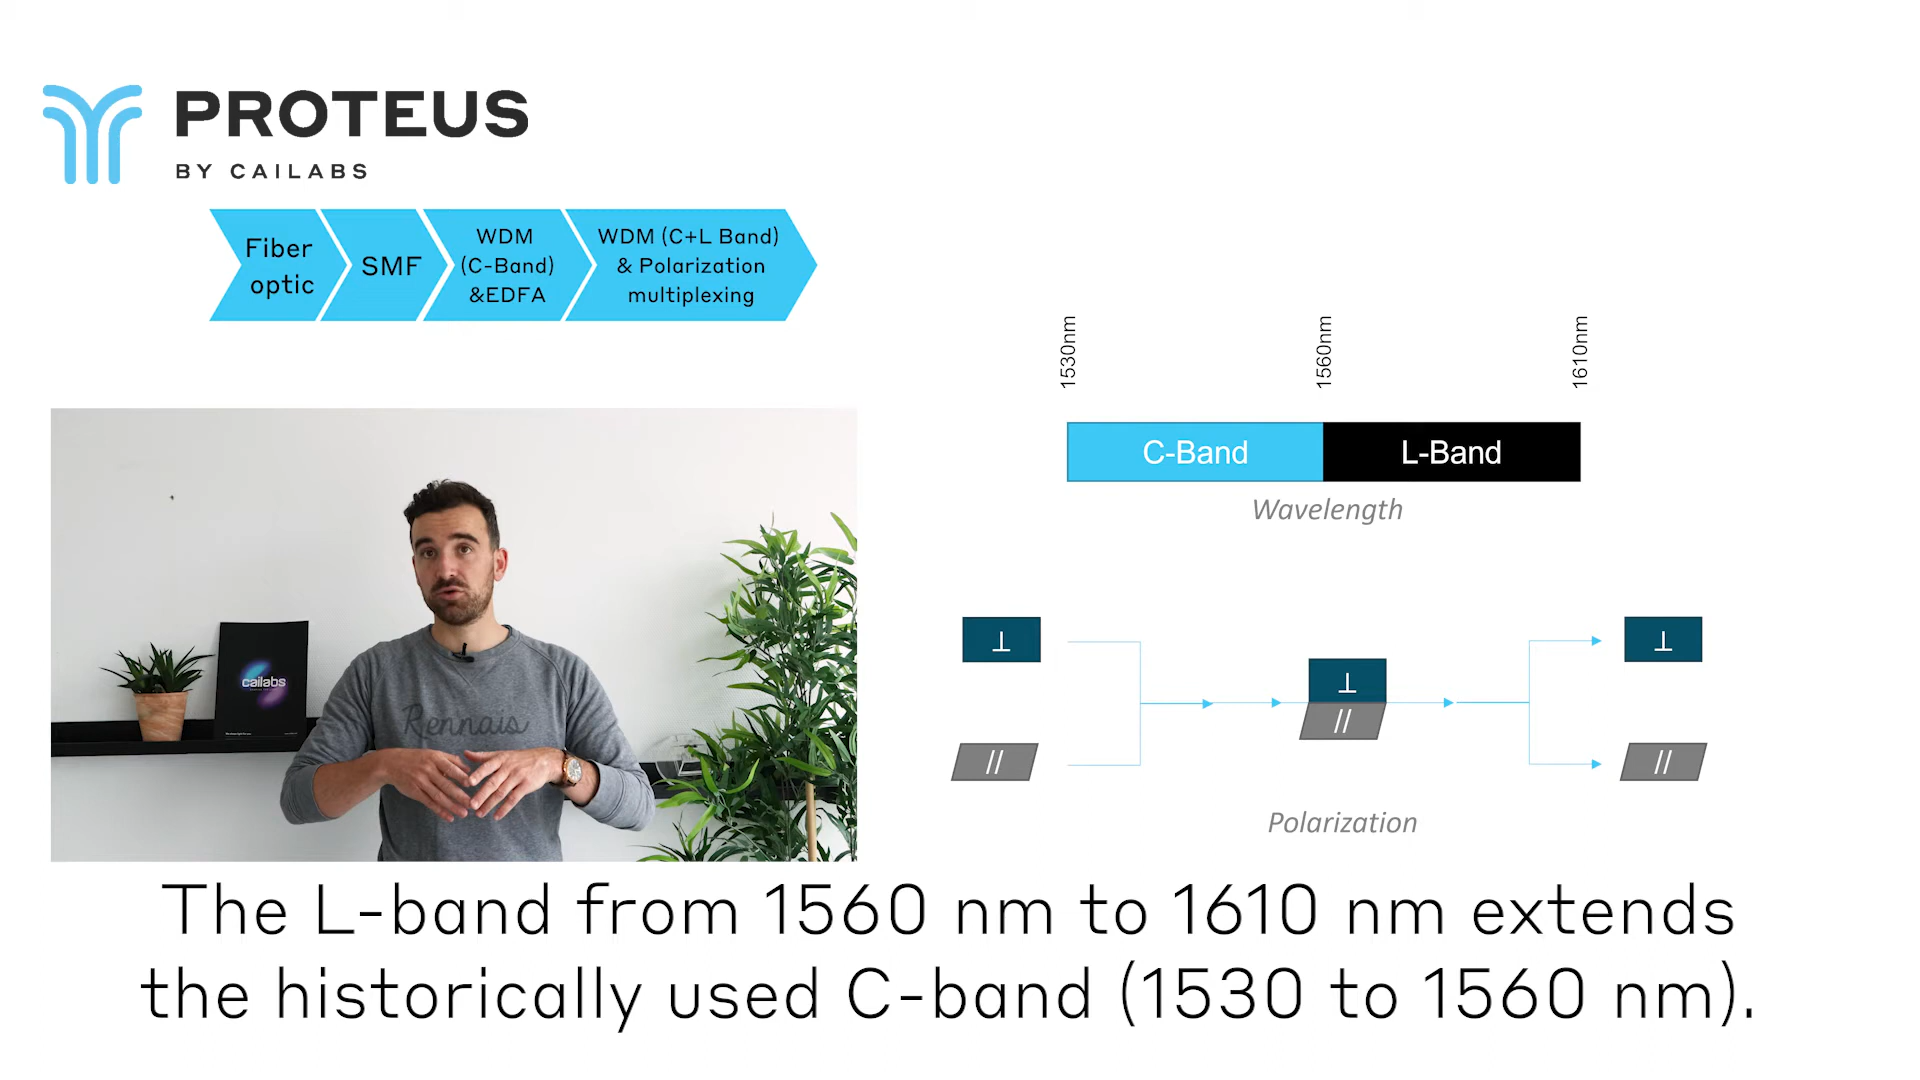 PROTEUS
BY CAILABS
Fiber
optic
SMF
WDM
(C-Band)
&EDFA
WDM (C+L Band)
& Polarization
multiplexing
1530nm
1560nm
1610nm
C-Band
L-Band
Wavelength
⊥
⊥
⊥
//
//
//
Polarization
cailabs
Rennais
The L-band from 1560 nm to 1610 nm extends
the historically used C-band (1530 to 1560 nm).